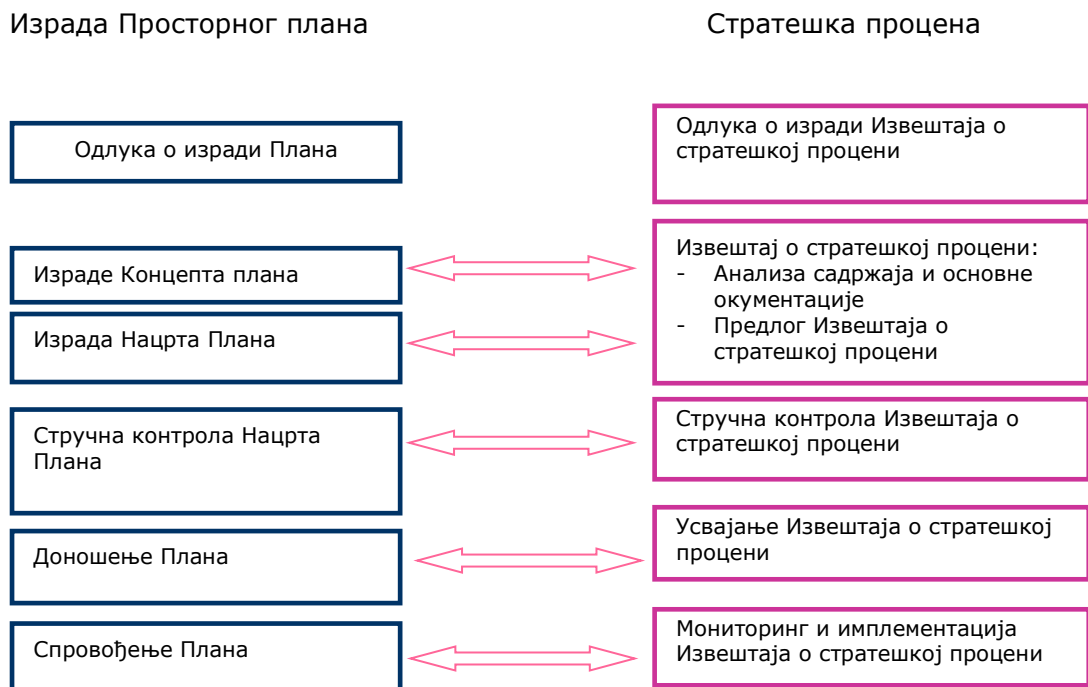 Израда Просторног плана
Стратешка процена
Одлука о изради Плана
Одлука о изради Извештаја о
стратешкој процени
Израде Концепта плана
Израда Нацрта Плана
Извештај о стратешкој процени:
- Анализа садржаја и основне
окументације
- Предлог Извештаја о
стратешкој процени
Стручна контрола Нацрта
Плана
Стручна контрола Извештаја о
стратешкој процени
Доношење Плана
Усвајање Извештаја о стратешкој
процени
Спровођење Плана
Мониторинг и имплементација
Извештаја о стратешкој процени